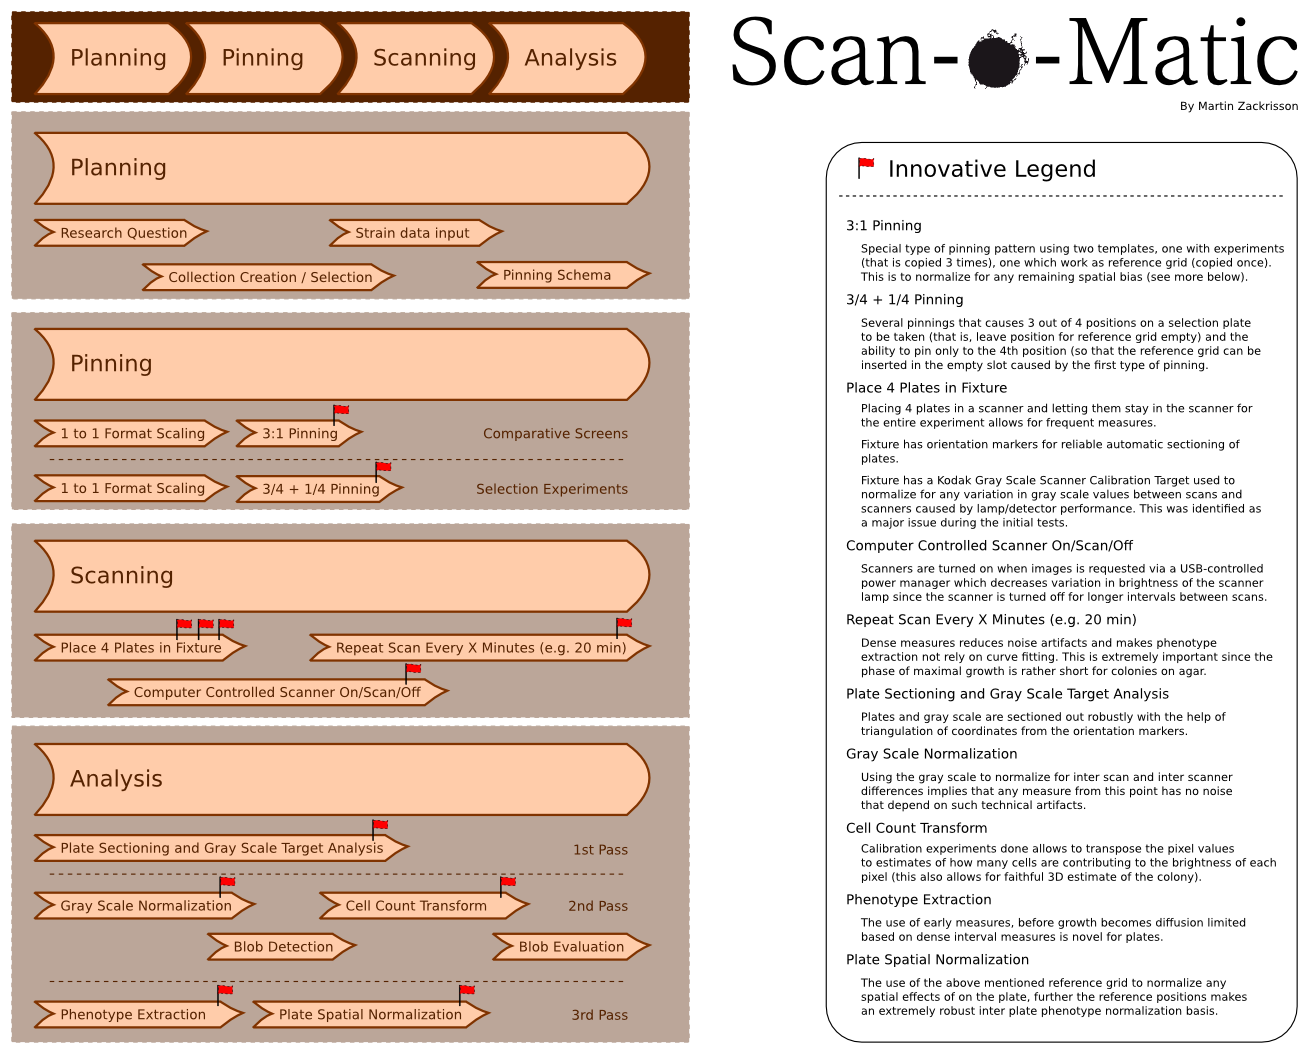 Planning
Pinning
Scanning
Analysis
Planning
Research Question
Strain data input
Collection Creation / Selection
Pinning Schema
Pinning
1 to 1 Format Scaling
3:1 Pinning
Comparative Screens
1 to 1 Format Scaling
3/4 + 1/4 Pinning
Selection Experiments
Scanning
Place 4 Plates in Fixture
Repeat Scan Every X Minutes (e.g. 20 min)
Computer Controlled Scanner On/Scan/Off
Analysis
Plate Sectioning and Gray Scale Target Analysis
1st Pass
Gray Scale Normalization
Cell Count Transform
2nd Pass
Blob Detection
Blob Evaluation
Phenotype Extraction
Plate Spatial Normalization
3rd Pass
Scan-o-Matic
By Martin Zackrisson
Innovative Legend
3:1 Pinning
Special type of pinning pattern using two templates, one with experiments
(that is copied 3 times), one which work as reference grid (copied once).
This is to normalize for any remaining spatial bias (see more below).
3/4 + 1/4 Pinning
Several pinnings that causes 3 out of 4 positions on a selection plate
to be taken (that is, leave position for reference grid empty) and the
ability to pin only to the 4th position (so that the reference grid can be
inserted in the empty slot caused by the first type of pinning.
Place 4 Plates in Fixture
Placing 4 plates in a scanner and letting them stay in the scanner for
the entire experiment allows for frequent measures.
Fixture has orientation markers for reliable automatic sectioning of
plates.
Fixture has a Kodak Gray Scale Scanner Calibration Target used to
normalize for any variation in gray scale values between scans and
scanners caused by lamp/detector performance. This was identified as
a major issue during the initial tests.
Computer Controlled Scanner On/Scan/Off
Scanners are turned on when images is requested via a USB-controlled
power manager which decreases variation in brightness of the scanner
lamp since the scanner is turned off for longer intervals between scans.
Repeat Scan Every X Minutes (e.g. 20 min)
Dense measures reduces noise artifacts and makes phenotype
extraction not rely on curve fitting. This is extremely important since the
phase of maximal growth is rather short for colonies on agar.
Plate Sectioning and Gray Scale Target Analysis
Plates and gray scale are sectioned out robustly with the help of
triangulation of coordinates from the orientation markers.
Gray Scale Normalization
Using the gray scale to normalize for inter scan and inter scanner
differences implies that any measure from this point has no noise
that depend on such technical artifacts.
Cell Count Transform
Calibration experiments done allows to transpose the pixel values
to estimates of how many cells are contributing to the brightness of each
pixel (this also allows for faithful 3D estimate of the colony).
Phenotype Extraction
The use of early measures, before growth becomes diffusion limited
based on dense interval measures is novel for plates.
Plate Spatial Normalization
The use of the above mentioned reference grid to normalize any
spatial effects of on the plate, further the reference positions makes
an extremely robust inter plate phenotype normalization basis.